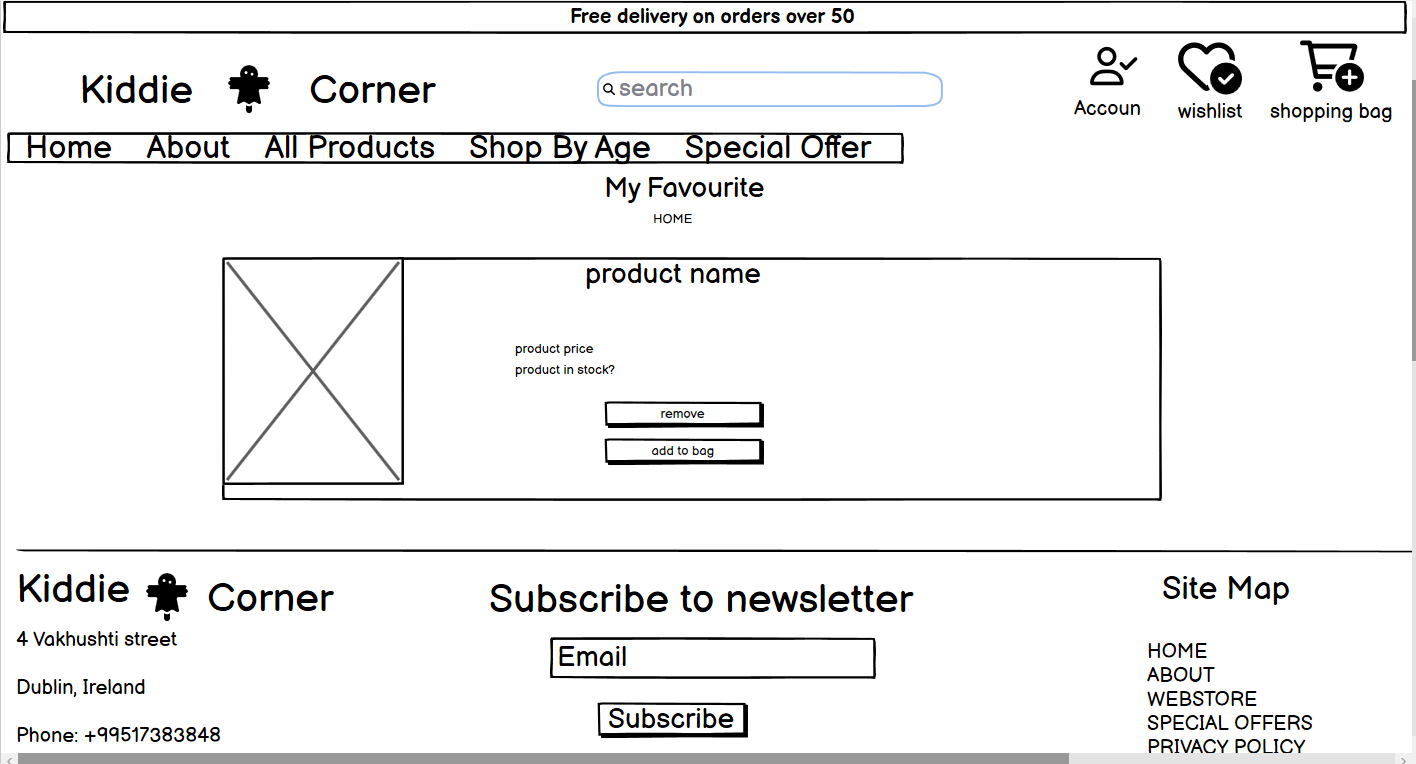 Free delivery on orders over 50
Kiddie Corner
search
Accoun
wishlist
shopping bag
Home About All Products Shop By Age Special Offer
My Favourite
HOME
product name
product price
product in stock?
remove
add to bag
Kiddie Corner
4 Vakhushti street
Dublin, Ireland
Phone: +99517383848
Subscribe to newsletter
Email
Subscribe
Site Map
HOME
ABOUT
WEBSTORE
SPECIAL OFFERS
PRIVACY POLICY